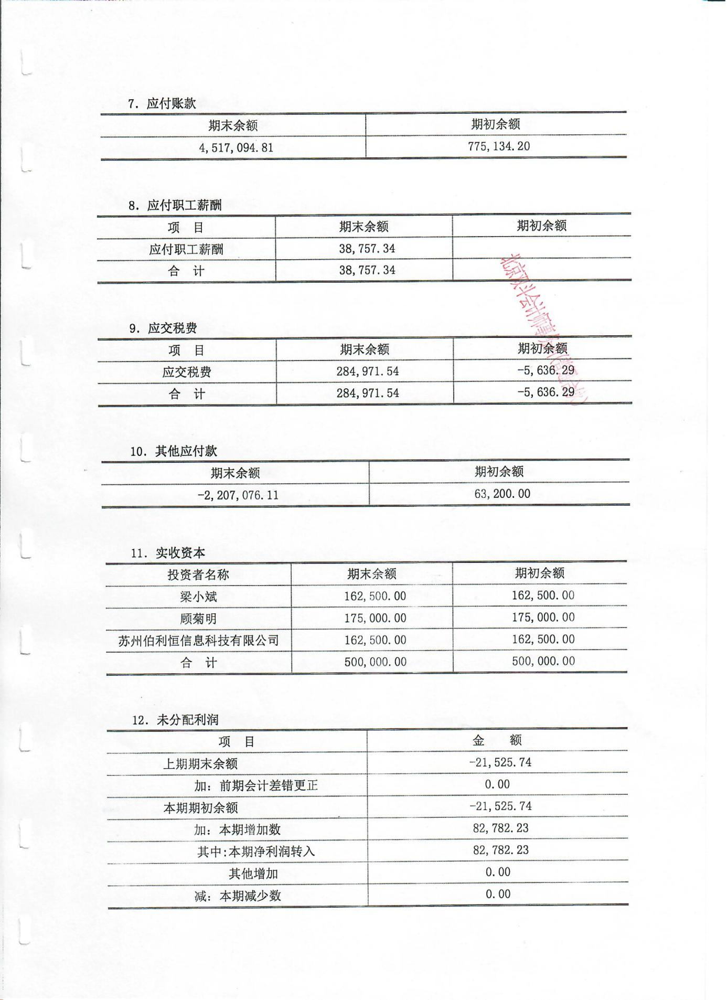 7. 应付账款
期末余额 期初余额
4,517,094.81 775,134.20
8. 应付职工薪酬
项 目 期末余额 期初余额
应付职工薪酬 38,757.34
合 计 38,757.34
9. 应交税费
项 目 期末余额 期初余额
应交税费 284,971.54 -5,636.29
合 计 284,971.54 -5,636.29
10. 其他应付款
期末余额 期初余额
-2,207,076.11 63,200.00
11. 实收资本
投资者名称 期末余额 期初余额
梁小斌 162,500.00 162,500.00
顾菊明 175,000.00 175,000.00
苏州伯利恒信息科技有限公司 162,500.00 162,500.00
合 计 500,000.00 500,000.00
12. 未分配利润
项 目 金 额
上期期末余额 -21,525.74
加：前期会计差错更正 0.00
本期期初余额 -21,525.74
加：本期增加数 82,782.23
其中:本期净利润转入 82,782.23
其他增加 0.00
减：本期减少数 0.00